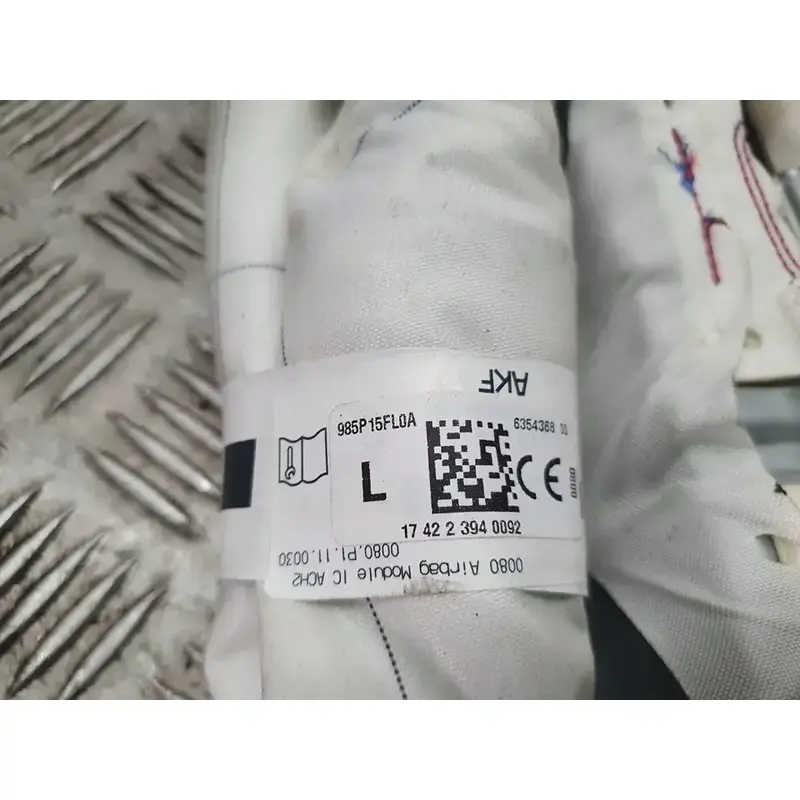 AKF
985P15FL0A
6354368 00
L
CE
0080
17 42 2 394 0092
0080 Airbag Module IC ACH2
0080.P1.11.0030